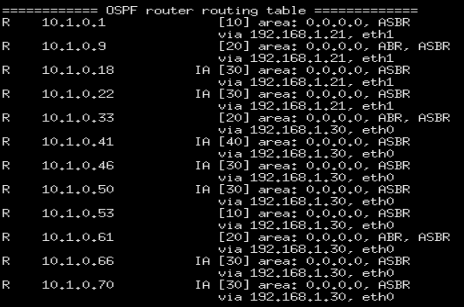 ============ OSPF router routing table =============
R    10.1.0.1              [10] area: 0.0.0.0, ASBR
                           via 192.168.1.21, eth1
R    10.1.0.9              [20] area: 0.0.0.0, ABR, ASBR
                           via 192.168.1.21, eth1
R    10.1.0.18          IA [30] area: 0.0.0.0, ASBR
                           via 192.168.1.21, eth1
R    10.1.0.22          IA [30] area: 0.0.0.0, ASBR
                           via 192.168.1.21, eth1
R    10.1.0.33             [20] area: 0.0.0.0, ABR, ASBR
                           via 192.168.1.30, eth0
R    10.1.0.41          IA [40] area: 0.0.0.0, ASBR
                           via 192.168.1.30, eth0
R    10.1.0.46          IA [30] area: 0.0.0.0, ASBR
                           via 192.168.1.30, eth0
R    10.1.0.50          IA [30] area: 0.0.0.0, ASBR
                           via 192.168.1.30, eth0
R    10.1.0.53             [10] area: 0.0.0.0, ASBR
                           via 192.168.1.30, eth0
R    10.1.0.61             [20] area: 0.0.0.0, ABR, ASBR
                           via 192.168.1.30, eth0
R    10.1.0.66          IA [30] area: 0.0.0.0, ASBR
                           via 192.168.1.30, eth0
R    10.1.0.70          IA [30] area: 0.0.0.0, ASBR
                           via 192.168.1.30, eth0